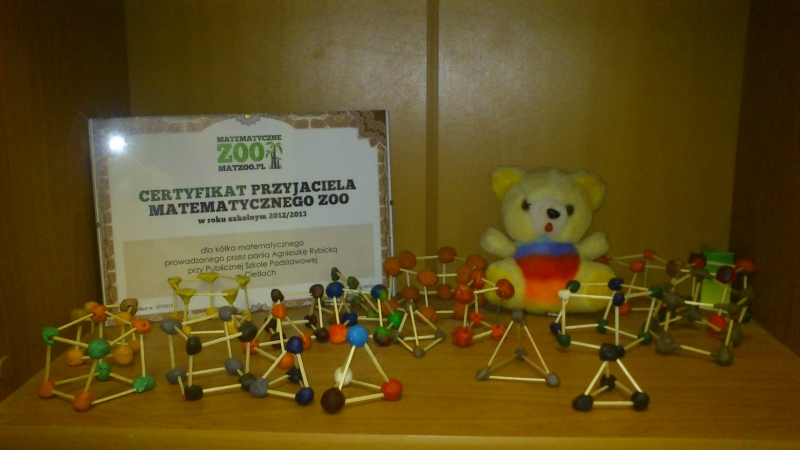 MATEMATYCZNE
ZOO
MATZOO.PL
CERTYFIKAT PRZYJACIELA
MATEMATYCZNEGO ZOO
w roku szkolnym 2012/2013
dla kółka matematycznego
prowadzonego przez panią Agnieszkę Rybicką
przy Publicznej Szkole Podstawowej
w Cieślach